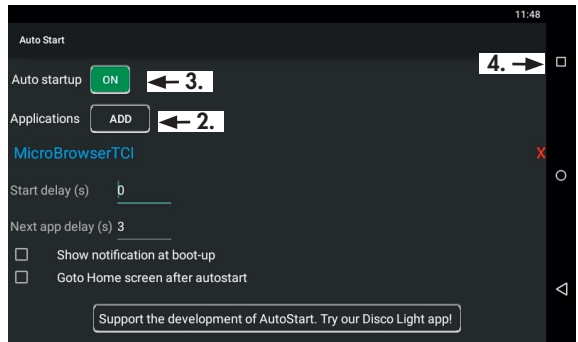 11:48
Auto Start
4.
Auto startup ON 3.
Applications ADD 2.
MicroBrowserTCI X
Start delay (s) 0
Next app delay (s) 3
Show notification at boot-up
Goto Home screen after autostart
Support the development of AutoStart. Try our Disco Light app!